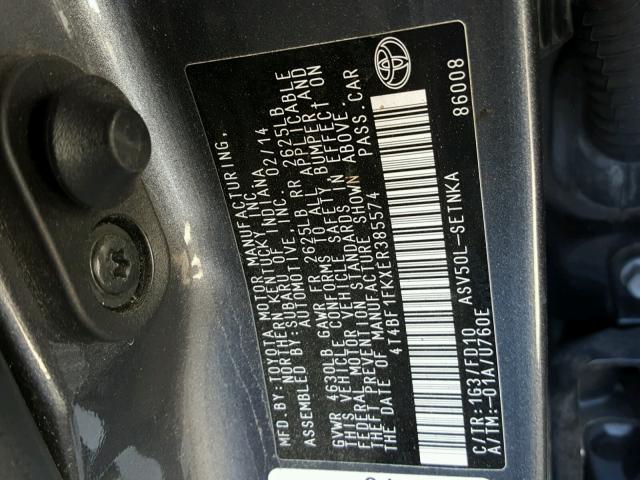 MFD. BY:TOYOTA MOTOR MANUFACTURING,
NORTHERN KENTUCKY, INC.
ASSEMBLED BY: SUBARU OF INDIANA
AUTOMOTIVE INC. 02/14
GVWR 4630LB GAWR FR 2625LB RR 2625LB
THIS VEHICLE CONFORMS TO ALL APPLICABLE
FEDERAL MOTOR VEHICLE SAFETY, BUMPER, AND
THEFT PREVENTION STANDARDS IN EFFECT ON
THE DATE OF MANUFACTURE SHOWN ABOVE.
4T4BF1FKXER385574 PASS. CAR
C/TR: 1G3/FD10 ASV50L-SETNKA
A/TM:-01A/U760E 86008